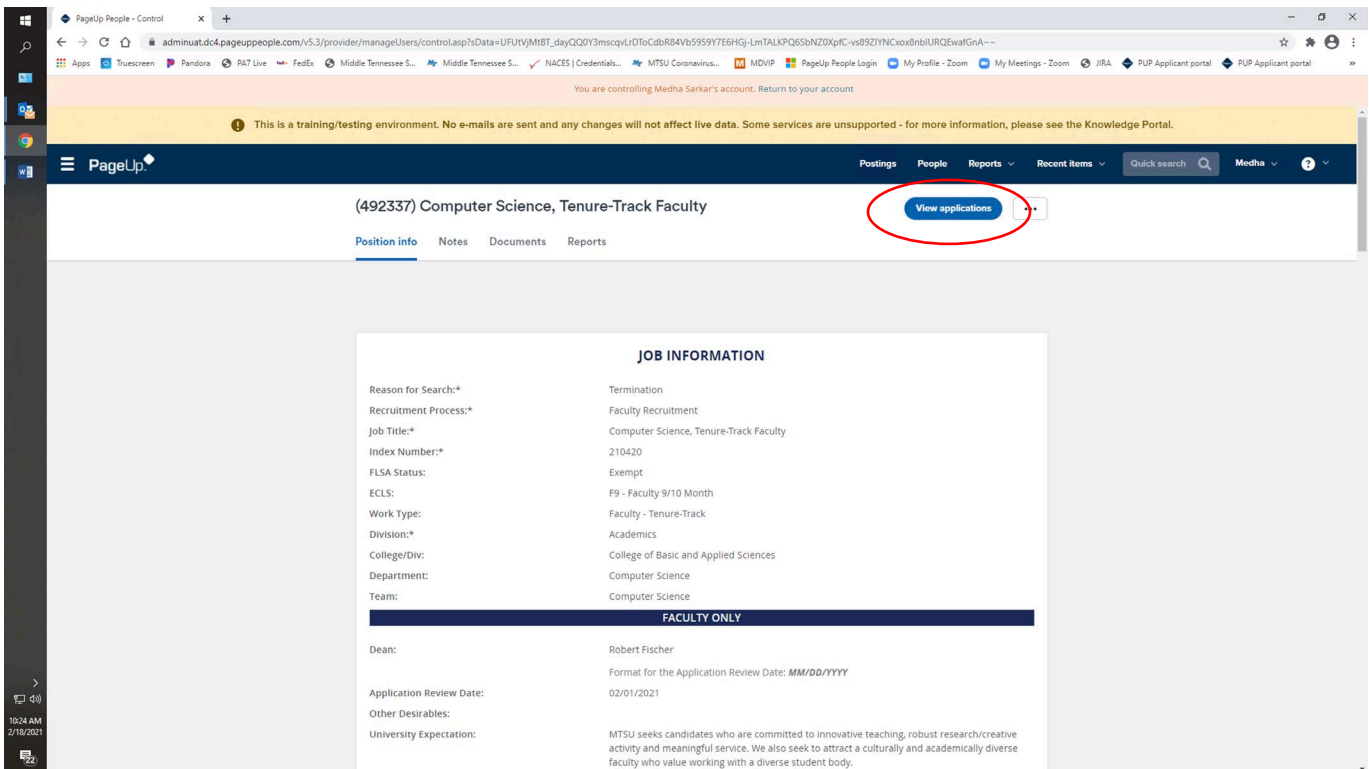 PageUp People - Control
adminuat.dc4.pageuppeople.com/v5.3/provider/manageUsers/control.asp?sData=UFUtVjMtBT_dayQQ0Y3mscqvLrDToCdbR84Vb5959Y7E6HGj-LmTALKPQ6SbNZ0XpfC-vs89ZIYNCxox8nbIURQEwafGnA~~
Apps Truescreen Pandora PA7 Live FedEx Middle Tennessee S... Middle Tennessee S... NACES | Credentials... MTSU Coronavirus... MDVIP PageUp People Login My Profile - Zoom My Meetings - Zoom JIRA PUP Applicant portal PUP Applicant portal »
You are controlling Medha Sarkar's account. Return to your account
This is a training/testing environment. No e-mails are sent and any changes will not affect live data. Some services are unsupported - for more information, please see the Knowledge Portal.
PageUp. Postings People Reports Recent items Quick search Medha ?
(492337) Computer Science, Tenure-Track Faculty View applications ...
Position info Notes Documents Reports
JOB INFORMATION
Reason for Search:* Termination
Recruitment Process:* Faculty Recruitment
Job Title:* Computer Science, Tenure-Track Faculty
Index Number:* 210420
FLSA Status: Exempt
ECLS: F9 - Faculty 9/10 Month
Work Type: Faculty - Tenure-Track
Division:* Academics
College/Div: College of Basic and Applied Sciences
Department: Computer Science
Team: Computer Science
FACULTY ONLY
Dean: Robert Fischer
Format for the Application Review Date: MM/DD/YYYY
Application Review Date: 02/01/2021
Other Desirables:
University Expectation: MTSU seeks candidates who are committed to innovative teaching, robust research/creative
activity and meaningful service. We also seek to attract a culturally and academically diverse
faculty who value working with a diverse student body.
10:24 AM
2/18/2021
22